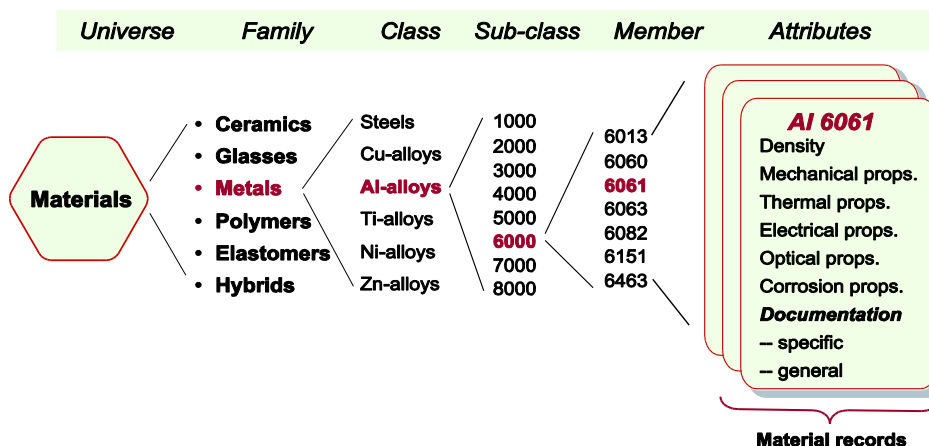 Universe Family Class Sub-class Member Attributes
Materials
• Ceramics
• Glasses
• Metals
• Polymers
• Elastomers
• Hybrids
Steels
Cu-alloys
Al-alloys
Ti-alloys
Ni-alloys
Zn-alloys
1000
2000
3000
4000
5000
6000
7000
8000
6013
6060
6061
6063
6082
6151
6463
Al 6061
Density
Mechanical props.
Thermal props.
Electrical props.
Optical props.
Corrosion props.
Documentation
-- specific
-- general
Material records